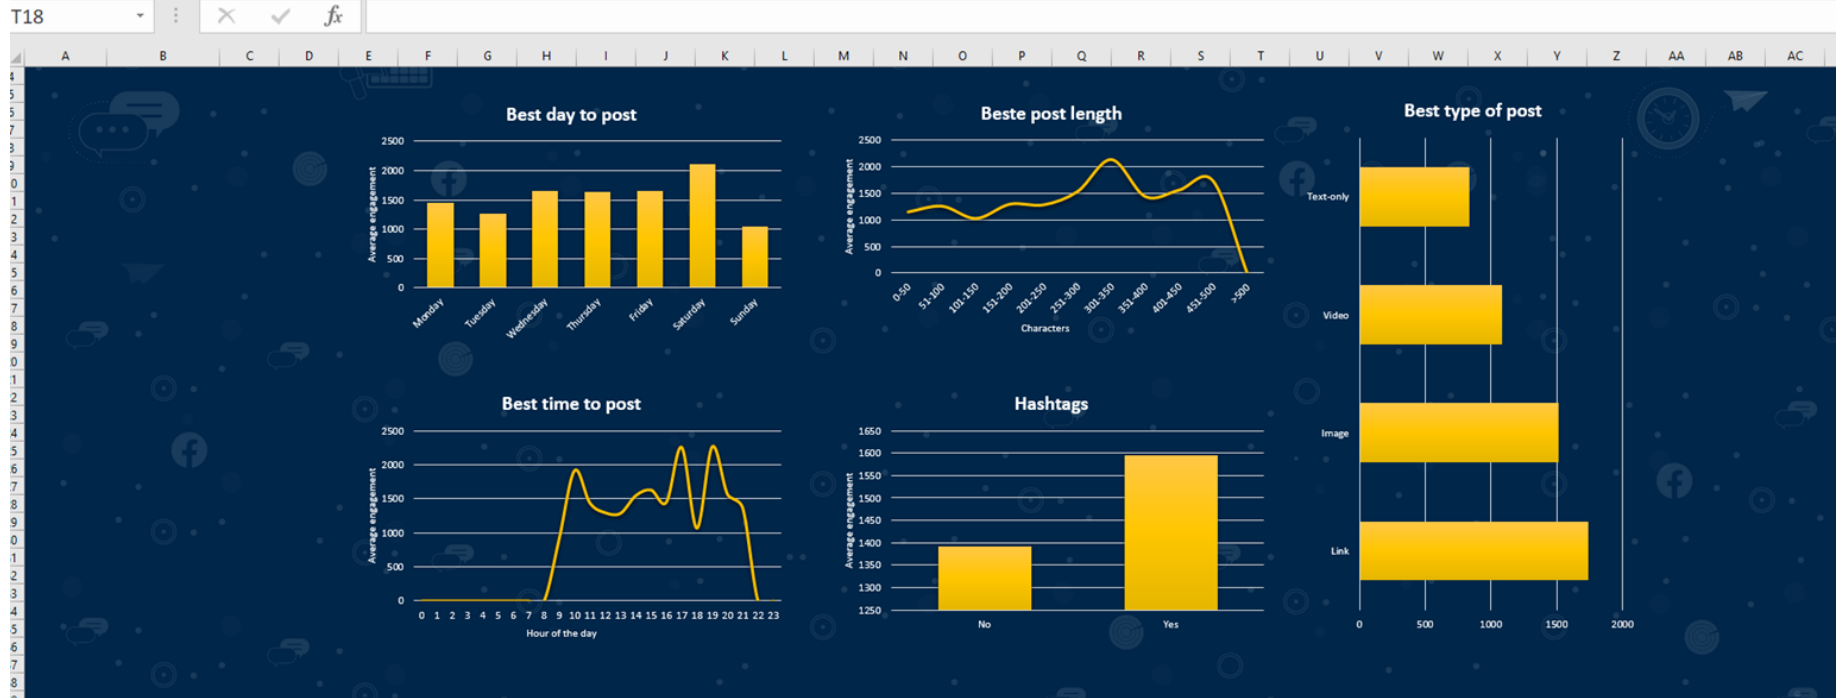 T18
fx
A B C D E F G H I J K L M N O P Q R S T U V W X Y Z AA AB AC
Best day to post
2500
2000
1500
1000
500
0
Average engagement
Monday Tuesday Wednesday Thursday Friday Saturday Sunday
Beste post length
2500
2000
1500
1000
500
0
Average engagement
0-50 51-100 101-150 151-200 201-250 251-300 301-350 351-400 401-450 451-500 >500
Characters
Best type of post
Text-only
Video
Image
Link
0 500 1000 1500 2000
Best time to post
2500
2000
1500
1000
500
0
Average engagement
0 1 2 3 4 5 6 7 8 9 10 11 12 13 14 15 16 17 18 19 20 21 22 23
Hour of the day
Hashtags
1650
1600
1550
1500
1450
1400
1350
1300
1250
Average engagement
No Yes